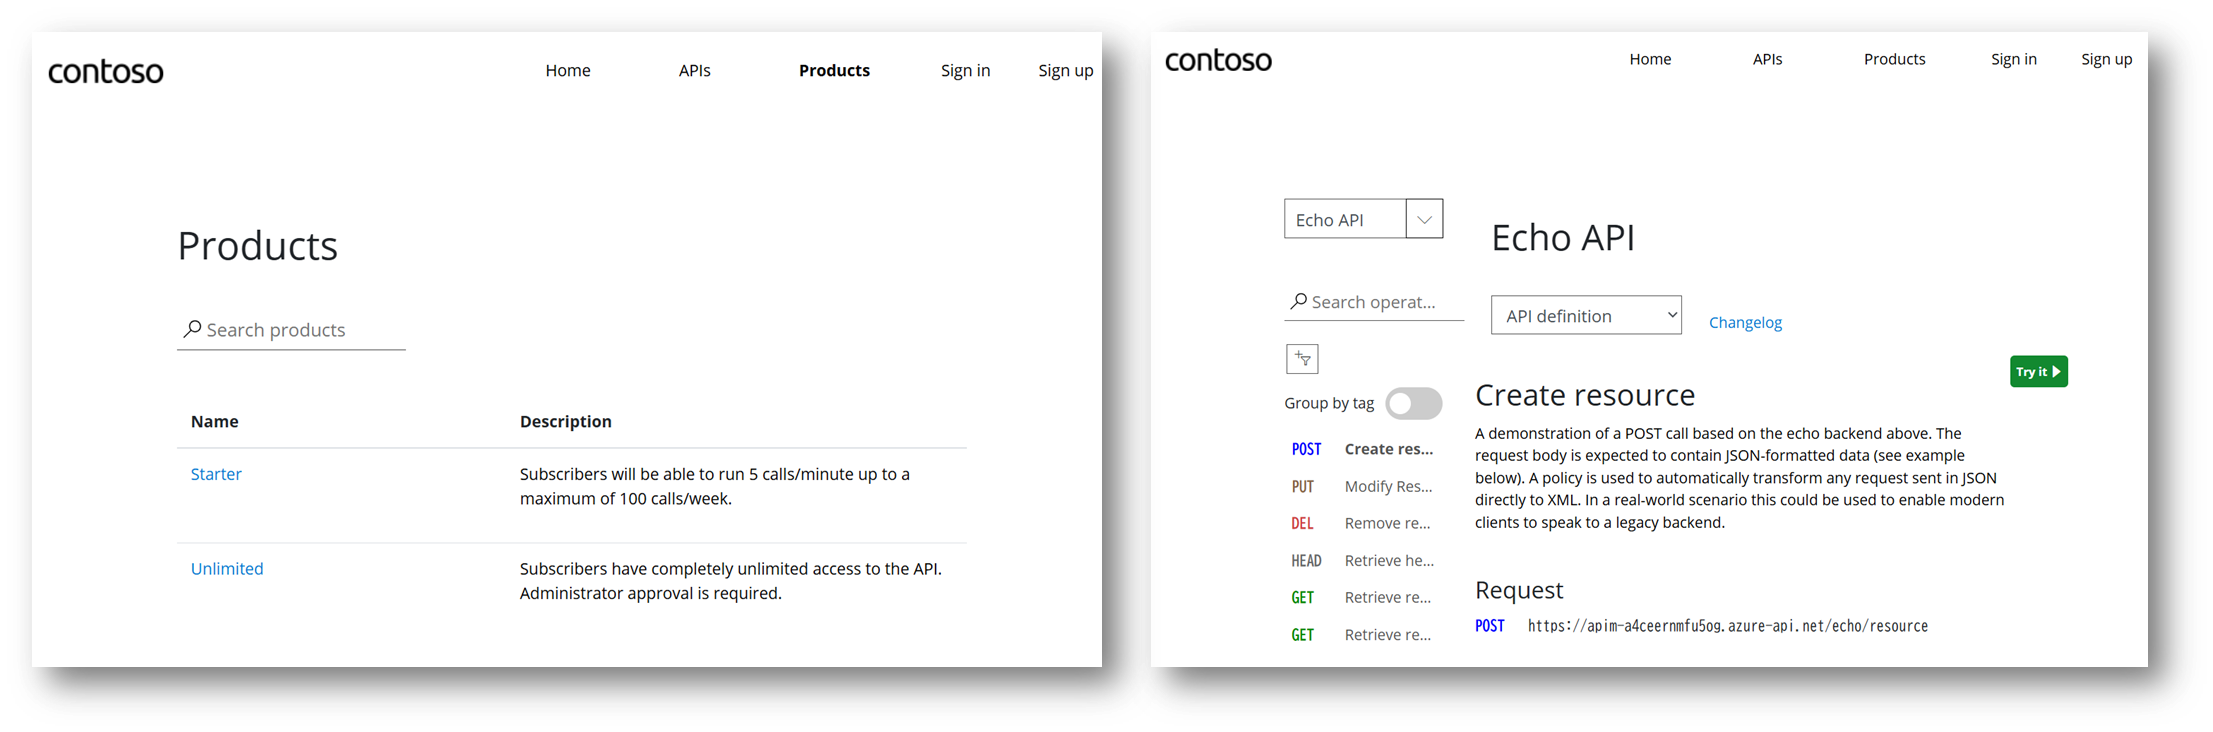 contoso
Home APIs Products Sign in Sign up
Products
Search products
Name Description
Starter Subscribers will be able to run 5 calls/minute up to a
maximum of 100 calls/week.
Unlimited Subscribers have completely unlimited access to the API.
Administrator approval is required.
contoso
Home APIs Products Sign in Sign up
Echo API
Search operat...
Group by tag
POST Create res...
PUT Modify Res...
DEL Remove re...
HEAD Retrieve he...
GET Retrieve re...
GET Retrieve re...
Echo API
API definition Changelog
Try it
Create resource
A demonstration of a POST call based on the echo backend above. The
request body is expected to contain JSON-formatted data (see example
below). A policy is used to automatically transform any request sent in JSON
directly to XML. In a real-world scenario this could be used to enable modern
clients to speak to a legacy backend.
Request
POST https://apim-a4ceernmfu5og.azure-api.net/echo/resource